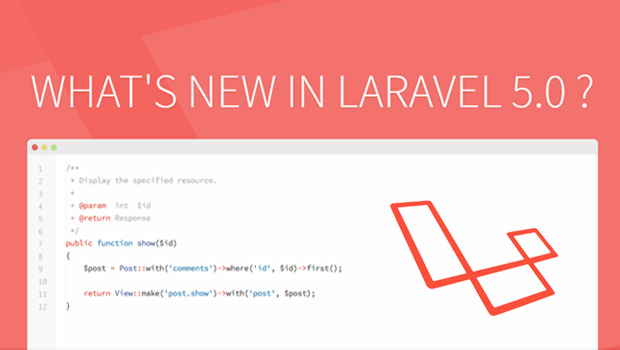 WHAT'S NEW IN LARAVEL 5.0 ?
1 /**
2 * Display the specified resource.
3 *
4 * @param int $id
5 * @return Response
6 */
7 public function show($id)
8 {
9 $post = Post::with('comments')->where('id', $id)->first();
10
11 return View::make('post.show')->with('post', $post);
12 }